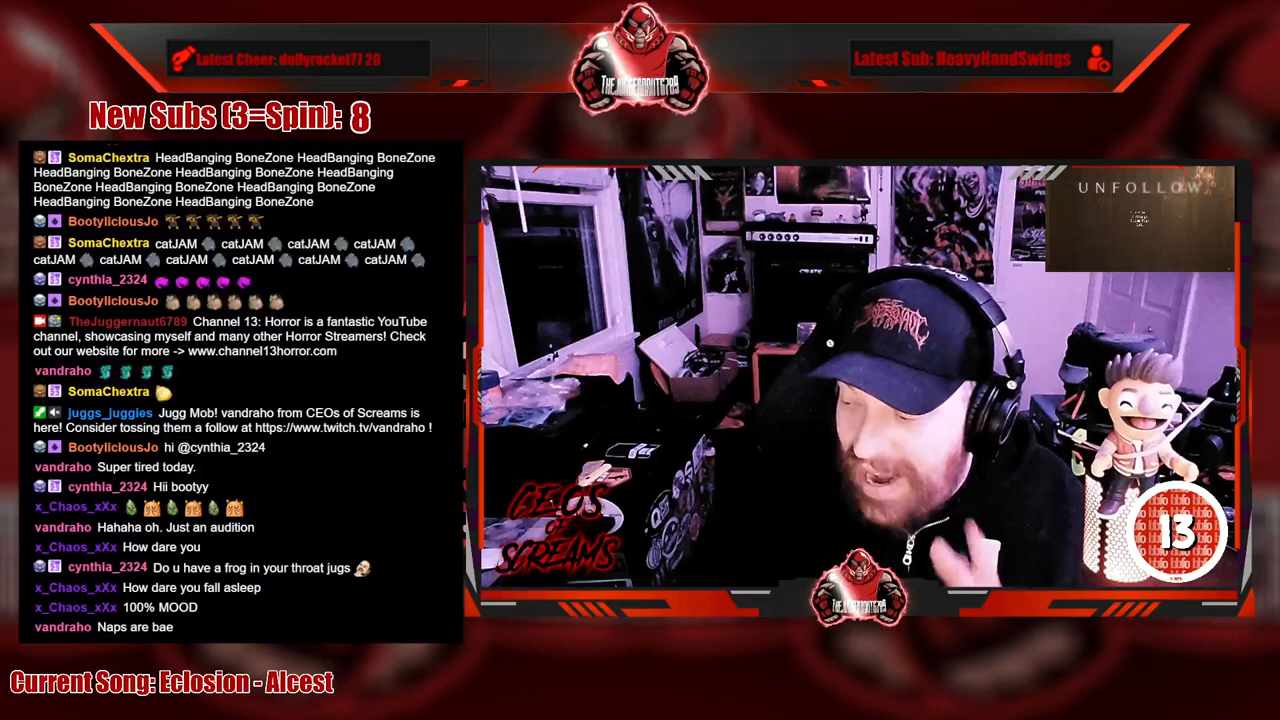 Latest Cheer: dollyrocket77 20
THEJUGGERNAUT6789
Latest Sub: HeavyHandSwings
New Subs (3=Spin): 8
SomaChextra HeadBanging BoneZone HeadBanging BoneZone
HeadBanging BoneZone HeadBanging BoneZone HeadBanging
BoneZone HeadBanging BoneZone HeadBanging BoneZone
HeadBanging BoneZone HeadBanging BoneZone
BootyliciousJo
SomaChextra catJAM catJAM catJAM catJAM
catJAM catJAM catJAM catJAM catJAM catJAM
cynthia_2324
BootyliciousJo
TheJuggernaut6789 Channel 13: Horror is a fantastic YouTube
channel, showcasing myself and many other Horror Streamers! Check
out our website for more -> www.channel13horror.com
vandraho
SomaChextra
juggs_juggies Jugg Mob! vandraho from CEOs of Screams is
here! Consider tossing them a follow at https://www.twitch.tv/vandraho !
BootyliciousJo hi @cynthia_2324
vandraho Super tired today.
cynthia_2324 Hii bootyy
x_Chaos_xXx
vandraho Hahaha oh. Just an audition
x_Chaos_xXx How dare you
cynthia_2324 Do u have a frog in your throat jugs
x_Chaos_xXx How dare you fall asleep
x_Chaos_xXx 100% MOOD
vandraho Naps are bae
UNFOLLOW
CRATE
CEOS
OF
SCREAMS
13
THEJUGGERNAUT6789
Current Song: Eclosion - Alcest